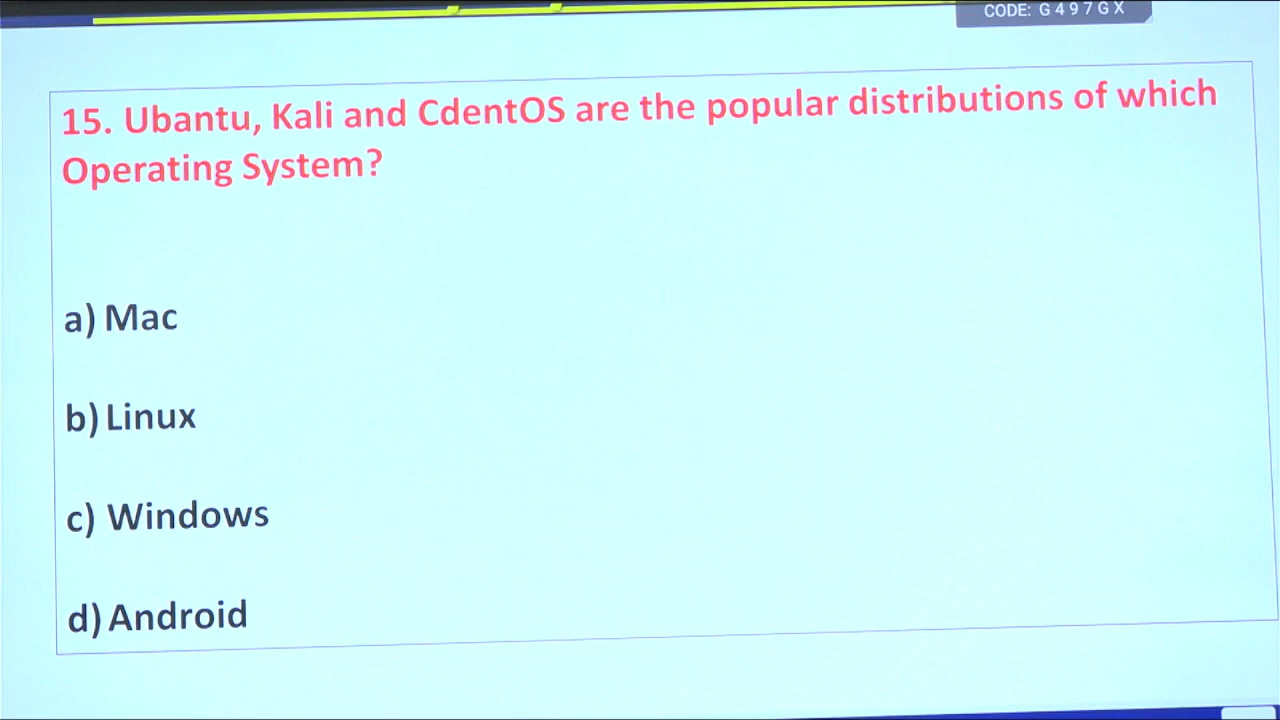 CODE: G 4 9 7 G X
15. Ubantu, Kali and CdentOS are the popular distributions of which
Operating System?
a) Mac
b) Linux
c) Windows
d) Android